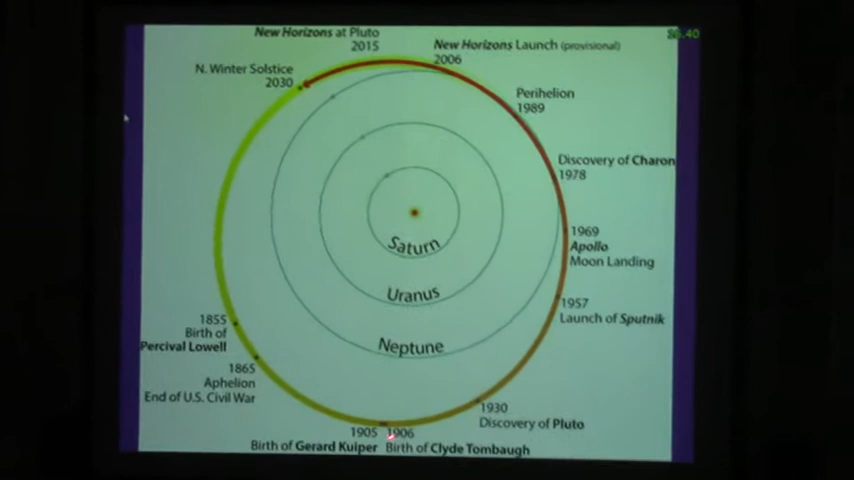 New Horizons at Pluto
2015
New Horizons Launch (provisional)
2006
N. Winter Solstice
2030
Perihelion
1989
Discovery of Charon
1978
1969
Apollo
Moon Landing
1957
Launch of Sputnik
1930
Discovery of Pluto
1905
Birth of Gerard Kuiper
1906
Birth of Clyde Tombaugh
1865
Aphelion
End of U.S. Civil War
1855
Birth of
Percival Lowell
Saturn
Uranus
Neptune